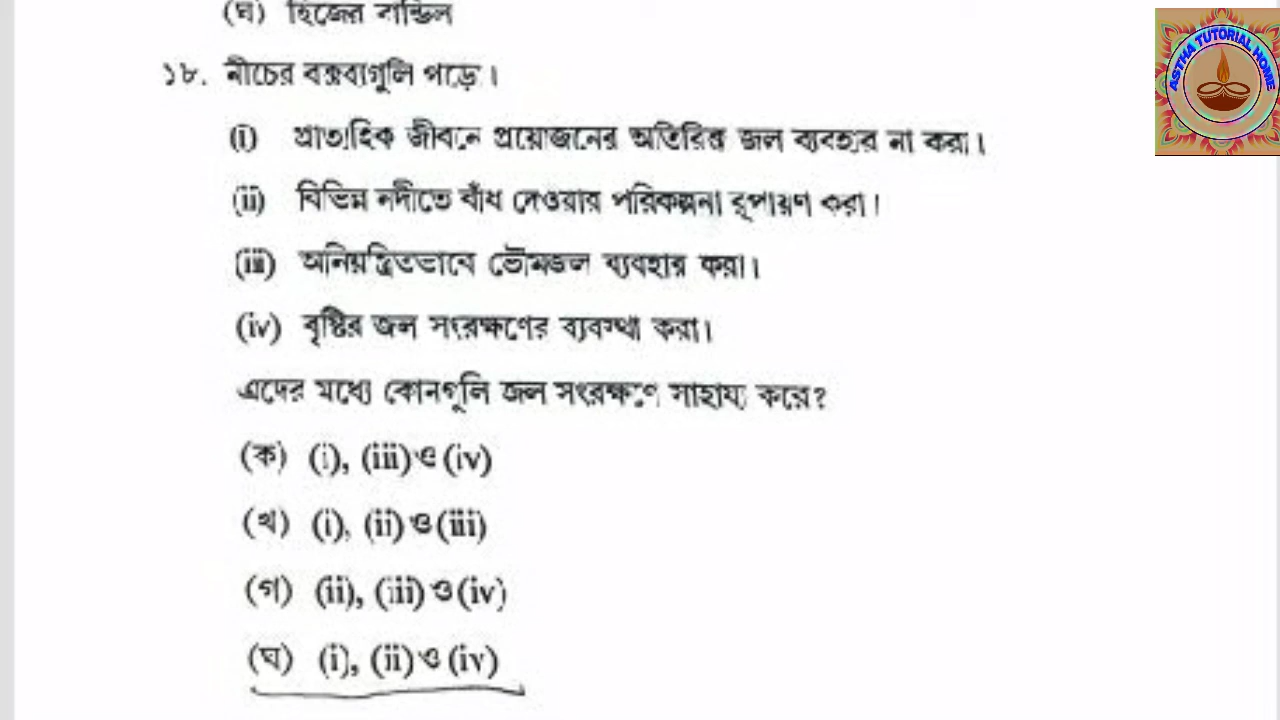 (ঘ) হিজের বান্ডিল
ASTHA TUTORIAL HOME
১৮. নীচের বক্তব্যগুলি পড়ো।
(i) প্রাত্যহিক জীবনে প্রয়োজনের অতিরিক্ত জল ব্যবহার না করা।
(ii) বিভিন্ন নদীতে বাঁধ দেওয়ার পরিকল্পনা রূপায়ণ করা।
(iii) অনিয়ন্ত্রিতভাবে ভৌমজল ব্যবহার করা।
(iv) বৃষ্টির জল সংরক্ষণের ব্যবস্থা করা।
এদের মধ্যে কোনগুলি জল সংরক্ষণে সাহায্য করে?
(ক) (i), (iii) ও (iv)
(খ) (i), (ii) ও (iii)
(গ) (ii), (iii) ও (iv)
(ঘ) (i), (ii) ও (iv)